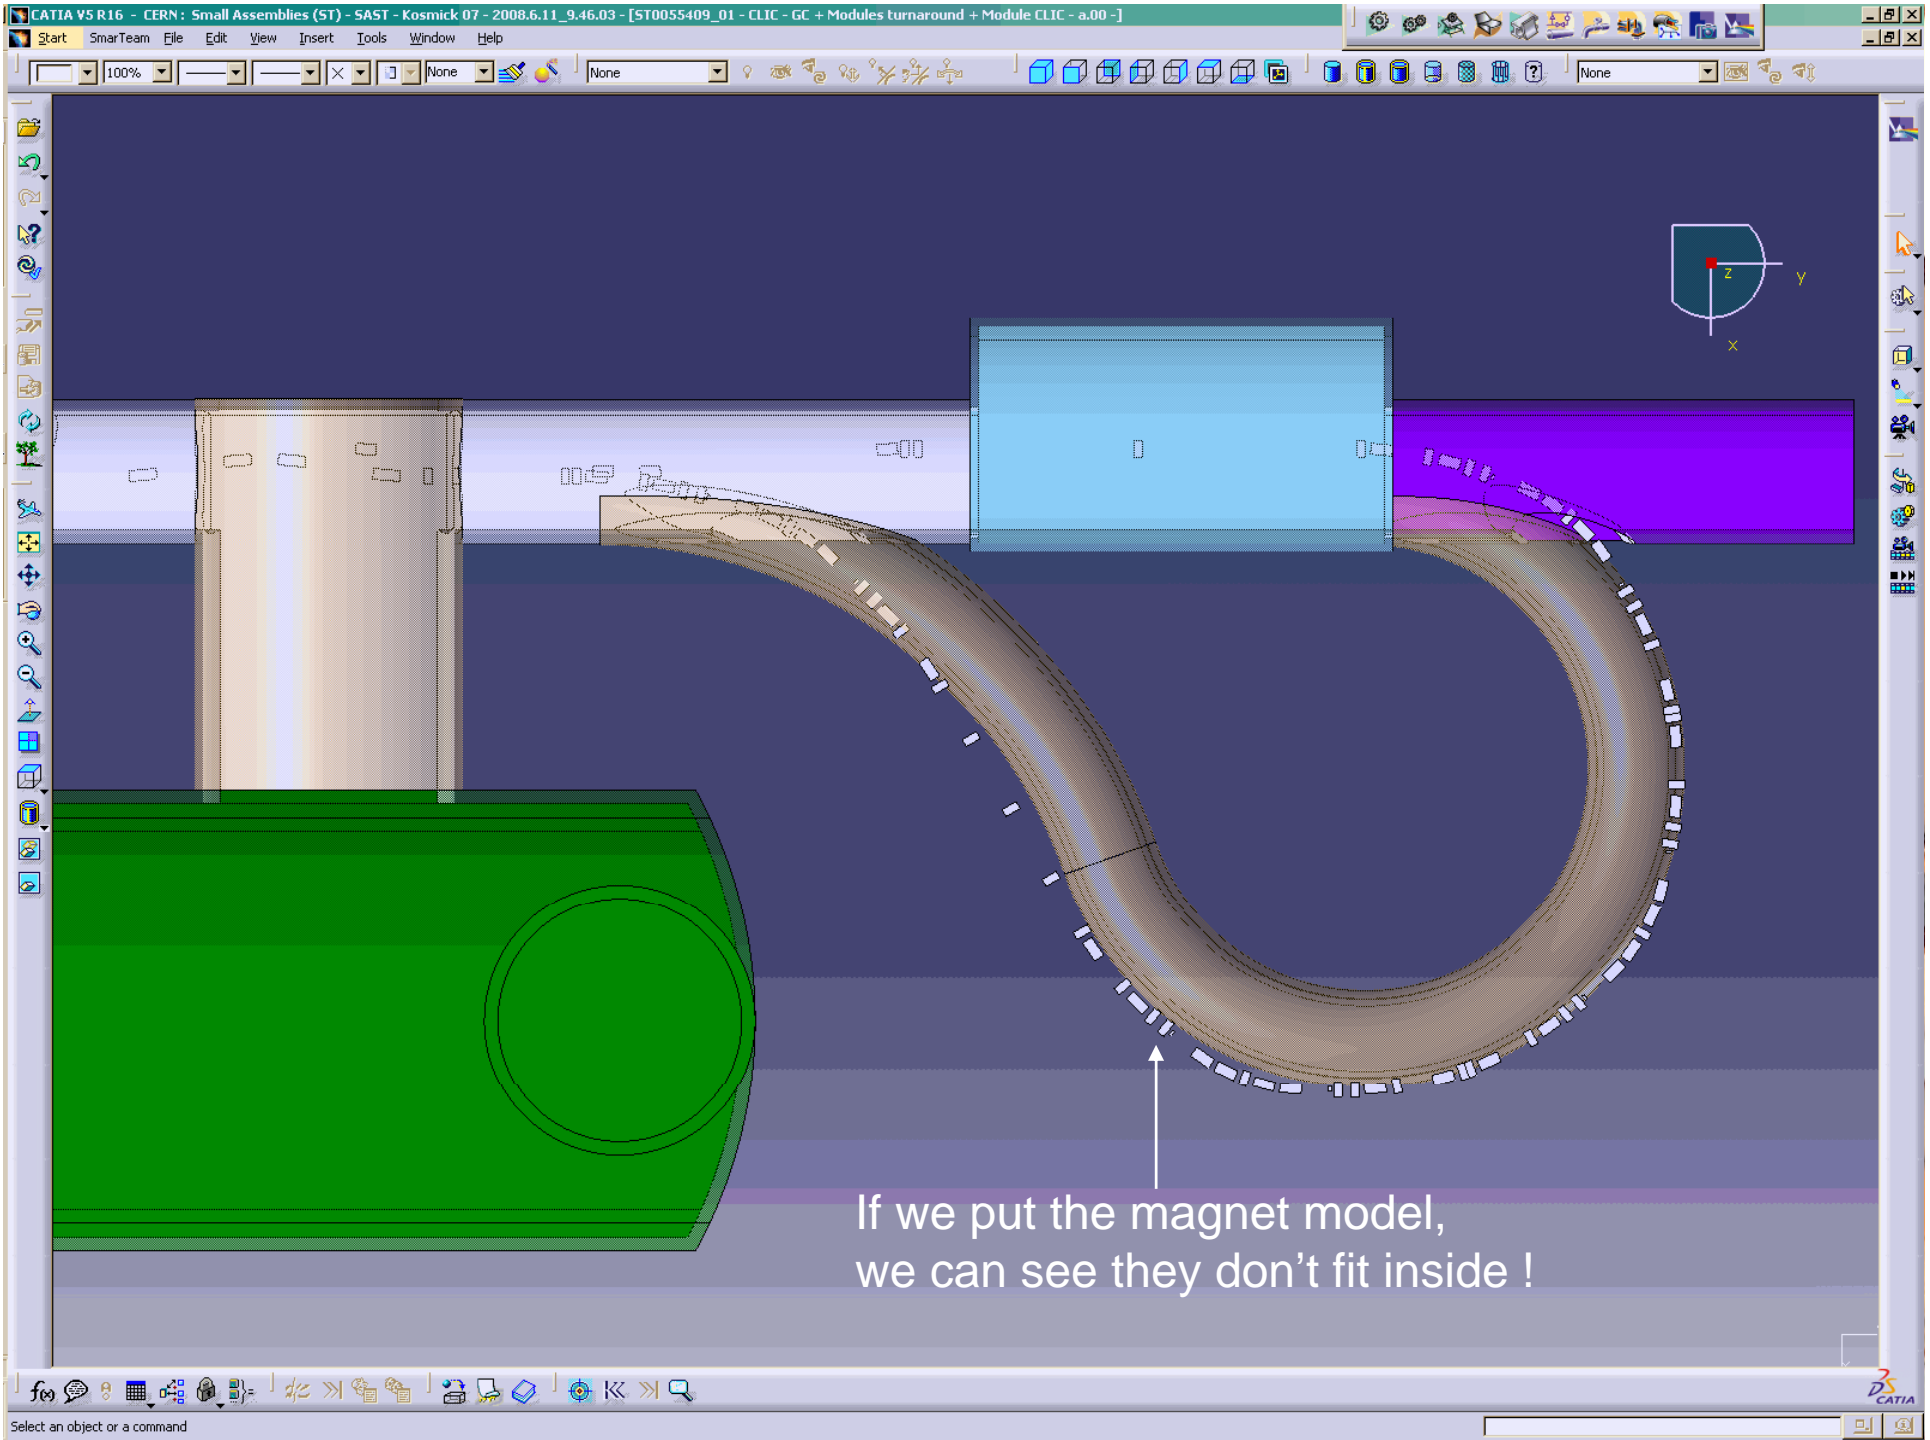 CATIA V5 R16 - CERN : Small Assemblies (ST) - SAST - Kosmick 07 - 2008.6.11_9.46.03 - [ST0055409_01 - CLIC - GC + Modules turnaround + Module CLIC - a.00 -]
Start SmarTeam File Edit View Insert Tools Window Help
100% None None None
z y
x
If we put the magnet model,
we can see they don’t fit inside !
f(x)
CATIA
Select an object or a command